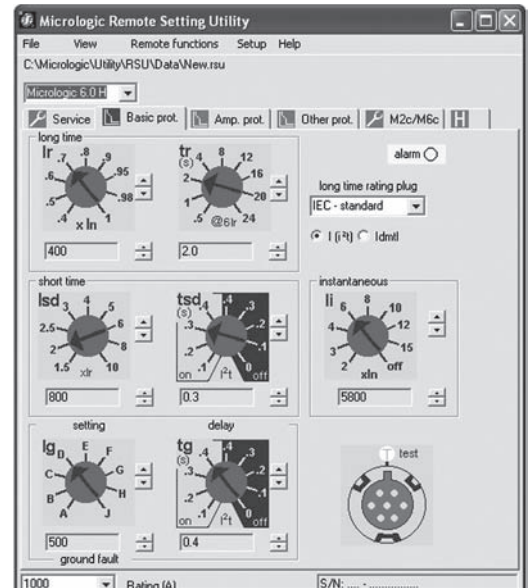 Micrologic Remote Setting Utility
File View Remote functions Setup Help
C:\Micrologic\Utility\RSU\Data\New.rsu
Micrologic 6.0 H
Service Basic prot. Amp. prot. Other prot. M2c/M6c H
long time
Ir .4 .5 .6 .7 .8 .9 .95 .98 1 x In
400
tr (s) .5 1 2 4 8 12 16 20 24 @6Ir
2.0
alarm
long time rating plug
IEC - standard
I (i²t) Idmtl
short time
Isd 1.5 2 2.5 3 4 5 6 8 10 xIr
800
tsd (s) .1 .2 .3 .4 .4 .3 .2 .1 0 on I²t off
0.3
instantaneous
Ii 2 3 4 6 8 10 12 15 off xIn
5800
setting delay
Ig A B C D E F G H J
500
tg (s) .1 .2 .3 .4 .4 .3 .2 .1 0 on I²t off
0.4
ground fault
T test
1000 Rating (A) S/N: .... - ...............